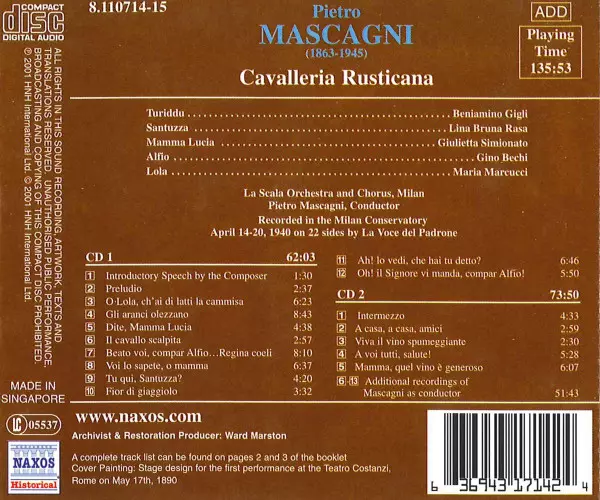 COMPACT
disc
DIGITAL AUDIO
8.110714-15
Pietro
MASCAGNI
(1863-1945)
Cavalleria Rusticana
ADD
Playing
Time
135:53
ALL RIGHTS IN THIS SOUND RECORDING, ARTWORK, TEXTS AND
TRANSLATIONS RESERVED. UNAUTHORISED PUBLIC PERFORMANCE,
BROADCASTING AND COPYING OF THIS COMPACT DISC PROHIBITED.
℗ 2001 HNH International Ltd. © 2001 HNH International Ltd.
Turiddu ........ Beniamino Gigli
Santuzza ........ Lina Bruna Rasa
Mamma Lucia ........ Giulietta Simionato
Alfio ........ Gino Bechi
Lola ........ Maria Marcucci
La Scala Orchestra and Chorus, Milan
Pietro Mascagni, Conductor
Recorded in the Milan Conservatory
April 14-20, 1940 on 22 sides by La Voce del Padrone
CD 1 62:03
1 Introductory Speech by the Composer 1:30
2 Preludio 2:37
3 O Lola, ch'ai di latti la cammisa 6:23
4 Gli aranci olezzano 8:43
5 Dite, Mamma Lucia 4:38
6 Il cavallo scalpita 2:57
7 Beato voi, compar Alfio...Regina coeli 8:10
8 Voi lo sapete, o mamma 6:27
9 Tu qui, Santuzza? 4:20
10 Fior di giaggiolo 3:32
11 Ah! lo vedi, che hai tu detto? 6:46
12 Oh! il Signore vi manda, compar Alfio! 5:50
CD 2 73:50
1 Intermezzo 4:33
2 A casa, a casa, amici 2:59
3 Viva il vino spumeggiante 2:30
4 A voi tutti, salute! 5:28
5 Mamma, quel vino è generoso 6:07
6-13 Additional recordings of
Mascagni as conductor 51:43
MADE IN
SINGAPORE
LC 05537
NAXOS
Historical
www.naxos.com
Archivist & Restoration Producer: Ward Marston
A complete track list can be found on pages 2 and 3 of the booklet
Cover Painting: Stage design for the first performance at the Teatro Costanzi,
Rome on May 17th, 1890
6 36943 17142 4